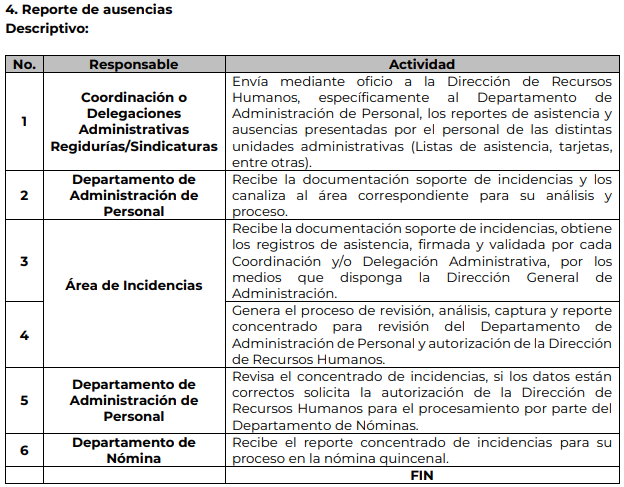 4. Reporte de ausencias
Descriptivo:
No. Responsable Actividad
1
Coordinación o
Delegaciones
Administrativas
Regidurías/Sindicaturas
Envía mediante oficio a la Dirección de Recursos
Humanos, específicamente al Departamento de
Administración de Personal, los reportes de asistencia y
ausencias presentadas por el personal de las distintas
unidades administrativas (Listas de asistencia, tarjetas,
entre otras).
2
Departamento de
Administración de
Personal
Recibe la documentación soporte de incidencias y los
canaliza al área correspondiente para su análisis y
proceso.
3
Área de Incidencias
Recibe la documentación soporte de incidencias, obtiene
los registros de asistencia, firmada y validada por cada
Coordinación y/o Delegación Administrativa, por los
medios que disponga la Dirección General de
Administración.
4
Genera el proceso de revisión, análisis, captura y reporte
concentrado para revisión del Departamento de
Administración de Personal y autorización de la Dirección
de Recursos Humanos.
5
Departamento de
Administración de
Personal
Revisa el concentrado de incidencias, si los datos están
correctos solicita la autorización de la Dirección de
Recursos Humanos para el procesamiento por parte del
Departamento de Nóminas.
6
Departamento de
Nómina
Recibe el reporte concentrado de incidencias para su
proceso en la nómina quincenal.
FIN